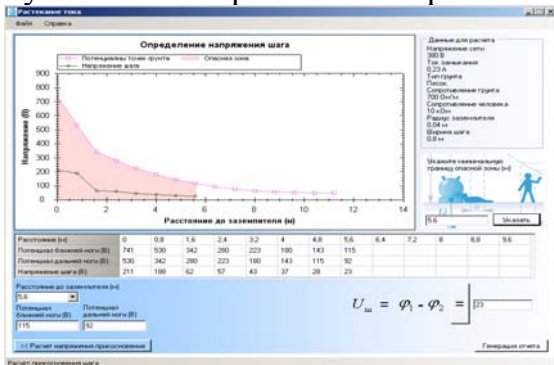 Растекание тока
Файл Справка
Определение напряжения шага
Потенциалы точек грунта Опасная зона
Напряжение шага
Напряжение (В)
900
800
700
600
500
400
300
200
100
0
0 2 4 6 8 10 12 14
Расстояние до заземлителя (м)
Данные для расчета
Напряжение сети
380 В
Ток замыкания
0,23 А
Тип грунта
Песок
Сопротивление грунта
700 Ом*м
Сопротивление человека
10 кОм
Радиус заземлителя
0,04 м
Ширина шага
0,8 м
Укажите минимальную
границу опасной зоны (м)
5.6 Указать
Расстояние (м) 0 0,8 1,6 2,4 3,2 4 4,8 5,6 6,4 7,2 8 8,8 9,6
Потенциал ближней ноги (В) 741 530 342 280 223 180 143 115
Потенциал дальней ноги (В) 530 342 280 223 180 143 115 92
Напряжение шага (В) 211 188 62 57 43 37 28 23
Расстояние до заземлителя (м)
5,6
Потенциал ближней ноги (В) Потенциал дальней ноги (В)
115 92
Uш = φ1 - φ2 = 23
<< Расчет напряжения прикосновения Генерация отчета
Расчет прикосновения шага